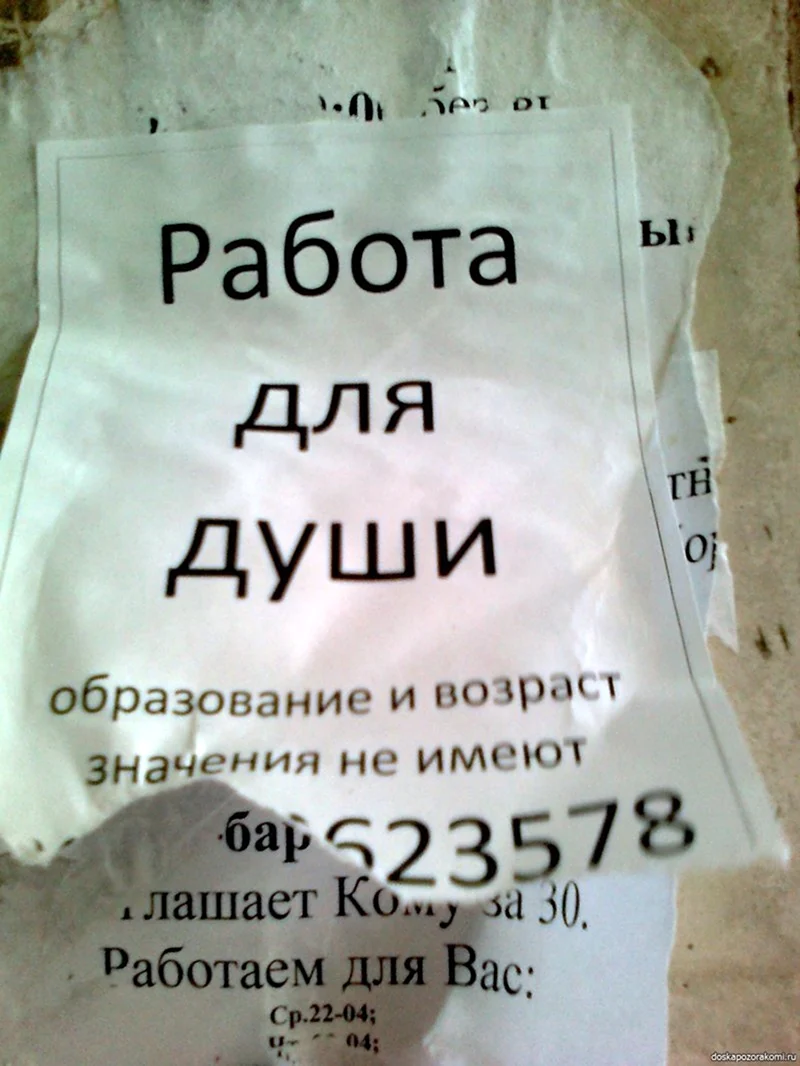 Работа
для
души
образование и возраст
значения не имеют
623578
бар
Кому за 30.
Работаем для Вас:
Ср.22-04;
doskapozorakomi.ru